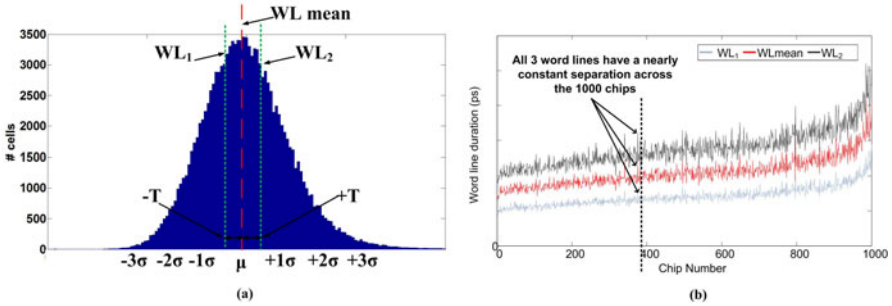 WL mean
3500
WL1
WL2
3000
2500
2000
1500
1000
500
0
# cells
-T
+T
-3σ -2σ -1σ μ +1σ +2σ +3σ
(a)
WL1 WLmean WL2
All 3 word lines have a nearly
constant separation across
the 1000 chips
Word line duration (ps)
0
0 200 400 600 800 1000
Chip Number
(b)